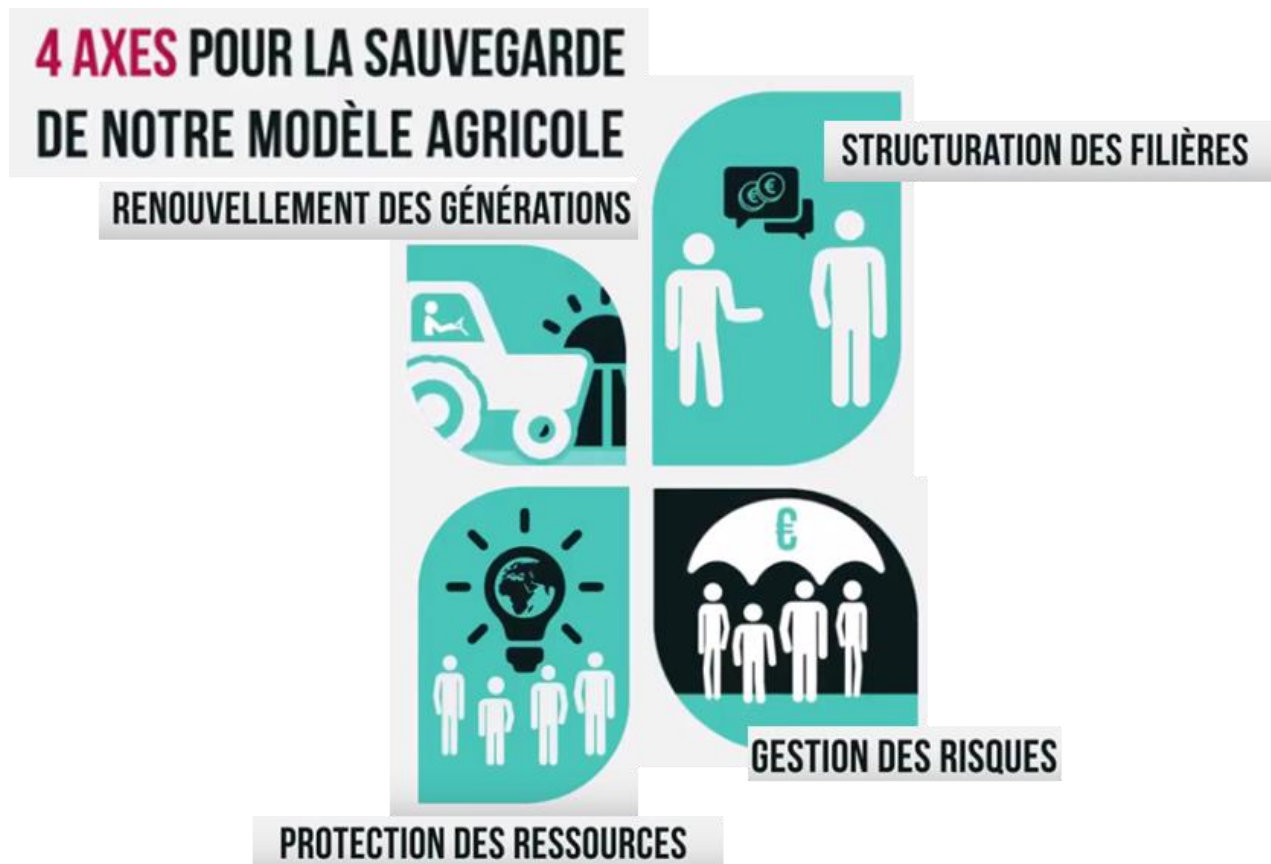 4 AXES POUR LA SAUVEGARDE
DE NOTRE MODÈLE AGRICOLE
STRUCTURATION DES FILIÈRES
RENOUVELLEMENT DES GÉNÉRATIONS
€ €
€
GESTION DES RISQUES
PROTECTION DES RESSOURCES